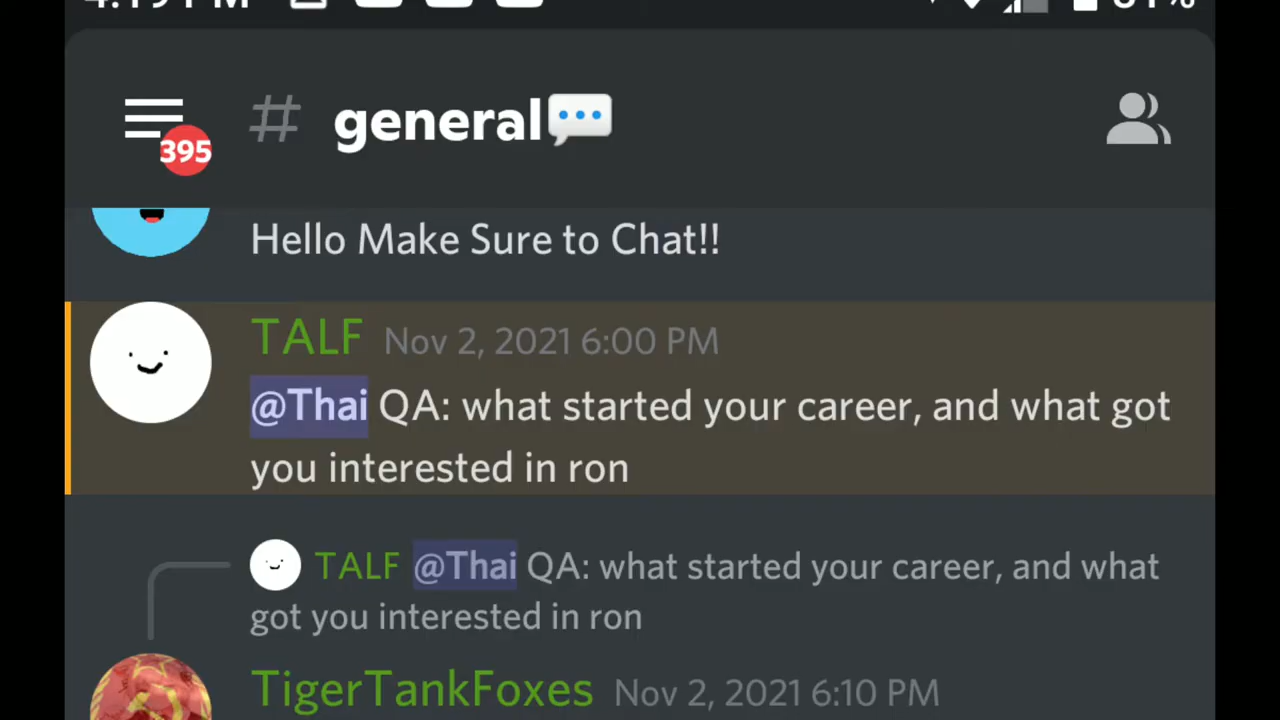 395
# general
Hello Make Sure to Chat!!
TALF Nov 2, 2021 6:00 PM
@Thai QA: what started your career, and what got
you interested in ron
TALF @Thai QA: what started your career, and what
got you interested in ron
TigerTankFoxes Nov 2, 2021 6:10 PM